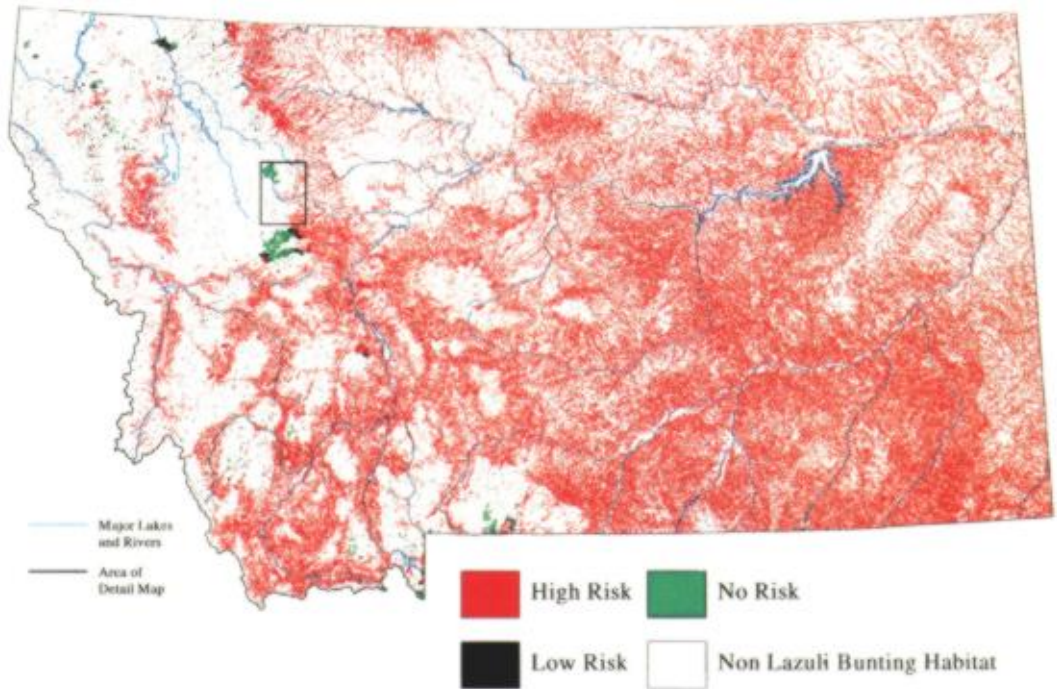 Major Lakes
and Rivers
Area of
Detail Map
High Risk
No Risk
Low Risk
Non Lazuli Bunting Habitat